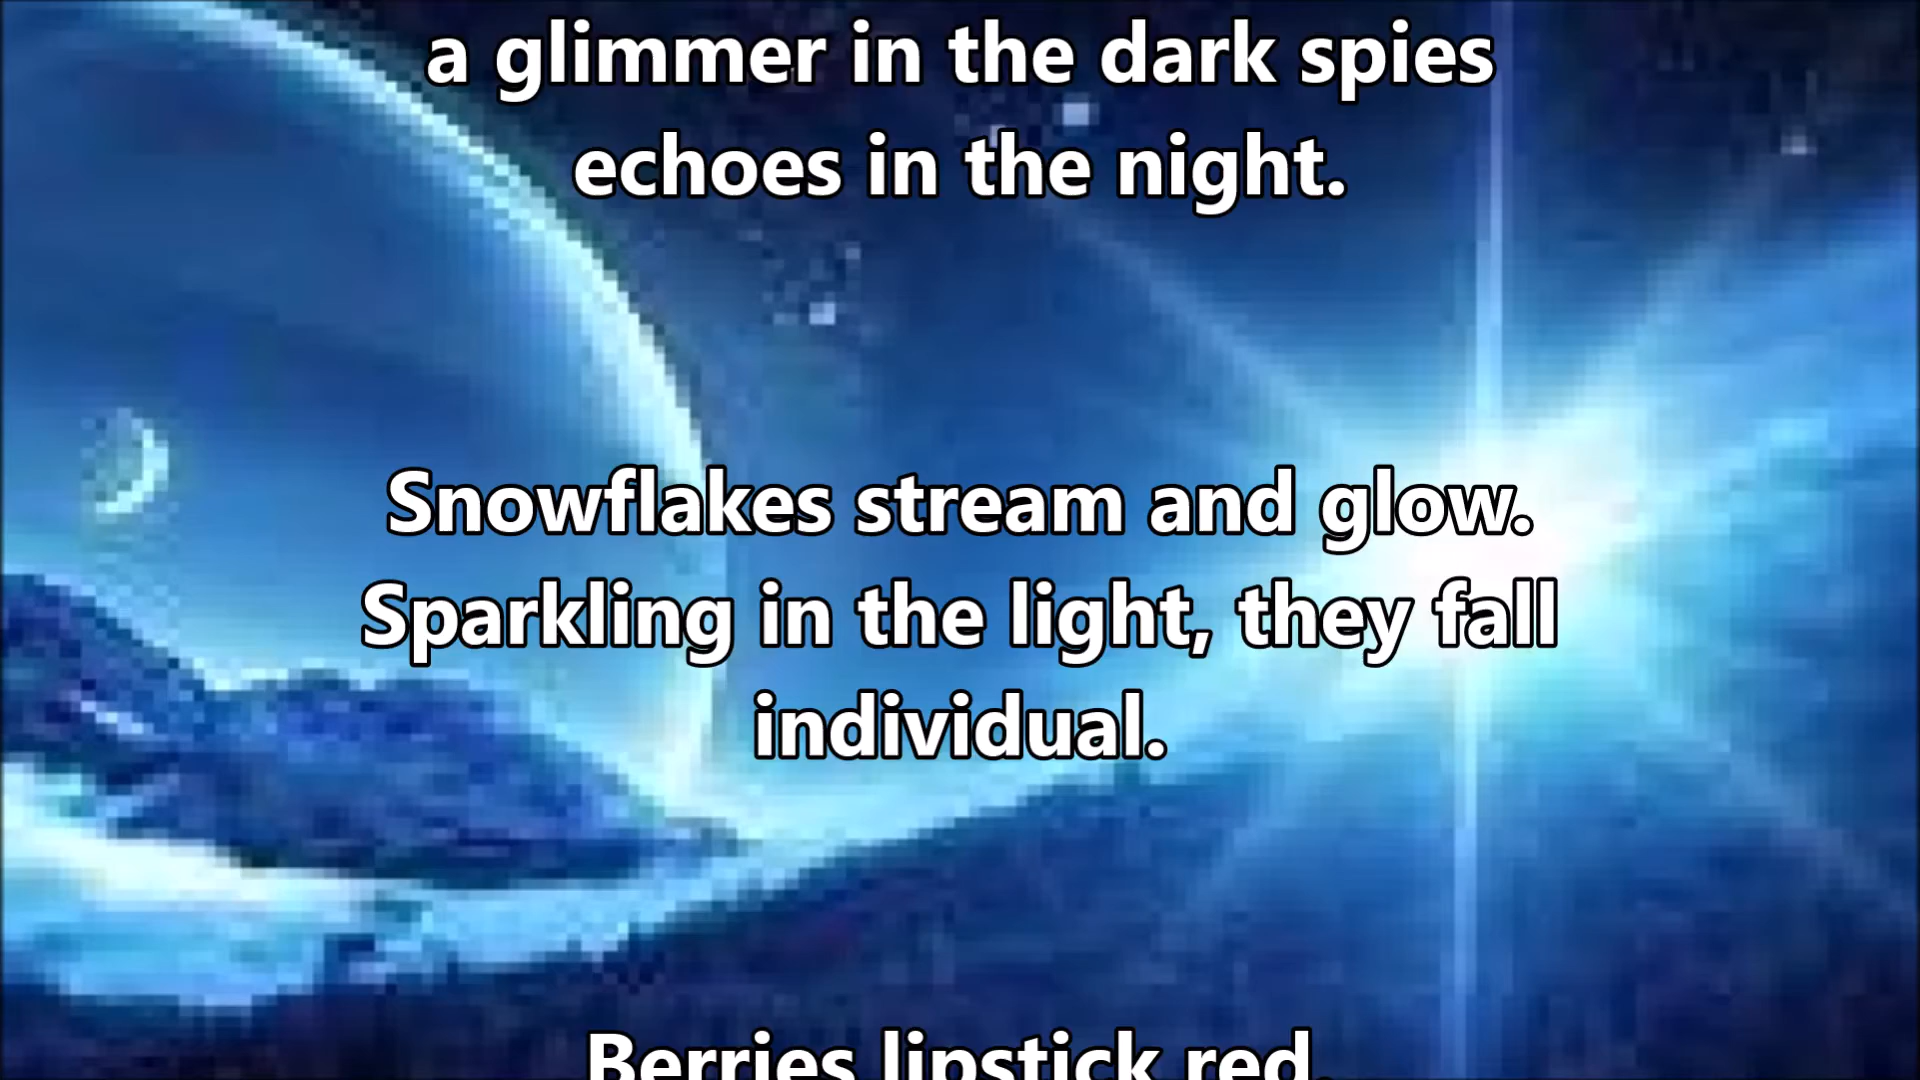 a glimmer in the dark spies
echoes in the night.
Snowflakes stream and glow.
Sparkling in the light, they fall
individual.
Berries lipstick red.